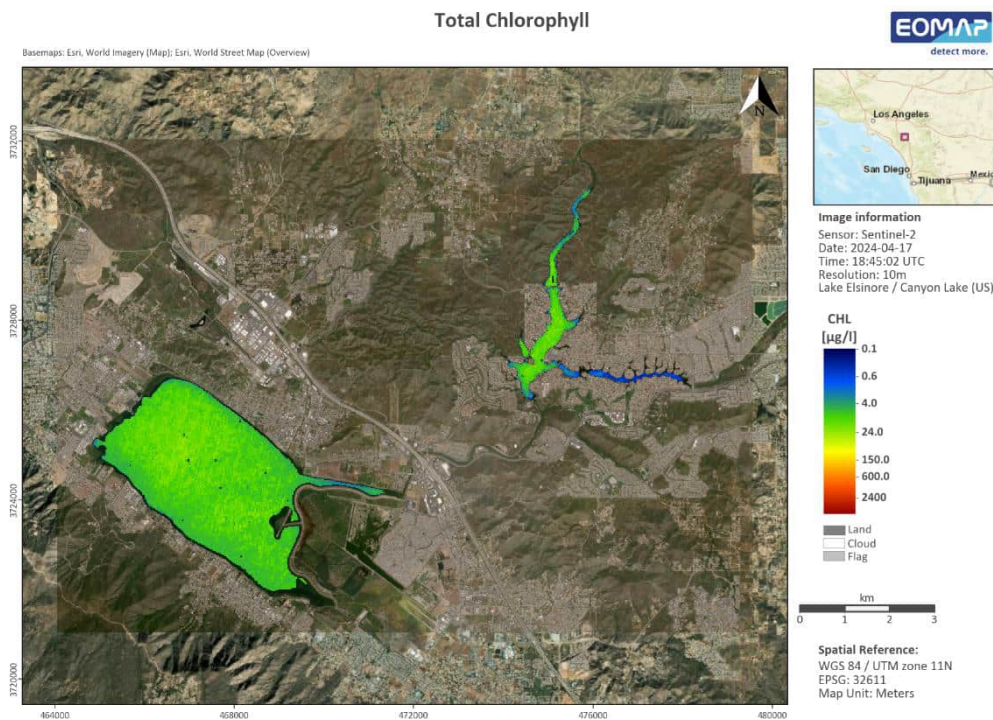 Total Chlorophyll
EOMAP
detect more.
Basemaps: Esri, World Imagery (Map); Esri, World Street Map (Overview)
3732000
3728000
3724000
3720000
464000
468000
472000
476000
480000
Los Angeles
San Diego
Tijuana
Mexic
Image information
Sensor: Sentinel-2
Date: 2024-04-17
Time: 18:45:02 UTC
Resolution: 10m
Lake Elsinore / Canyon Lake (US)
CHL
[µg/l]
0.1
0.6
4.0
24.0
150.0
600.0
2400
Land
Cloud
Flag
km
0 1 2 3
Spatial Reference:
WGS 84 / UTM zone 11N
EPSG: 32611
Map Unit: Meters
N